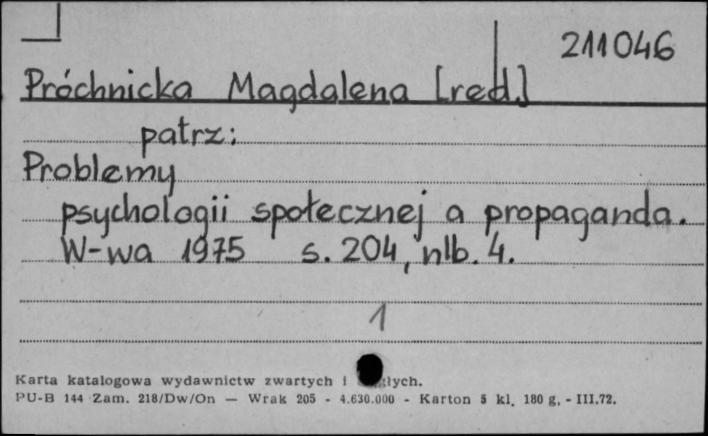 211046
Próchnicka Magdalena [red.]
patrz:
Problemy
psychologii społecznej a propaganda.
W-wa 1975 s. 204, nlb. 4.
1
Karta katalogowa wydawnictw zwartych i
PU-B 144 Zam. 218/Dw/On — Wrak 205 - 4.630.000 - Karton 5 kl. 180 g. - III.72.